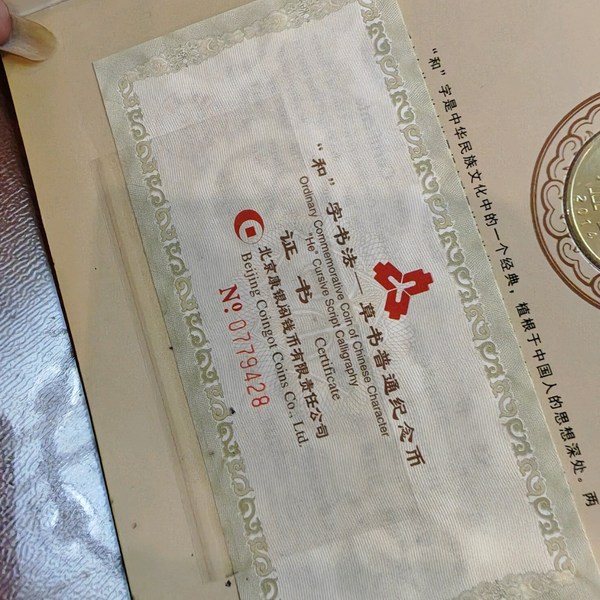 “和”字书法—草书普通纪念币
Ordinary Commemorative Coin of Chinese Character
"He" Cursive Script Calligraphy
证书 Certificate
北京康银阁钱币有限责任公司
Beijing Coingot Coins Co., Ltd.
No 0779428
“和”字是中华民族文化中的一个经典，植根于中国人的思想深处。两
2014